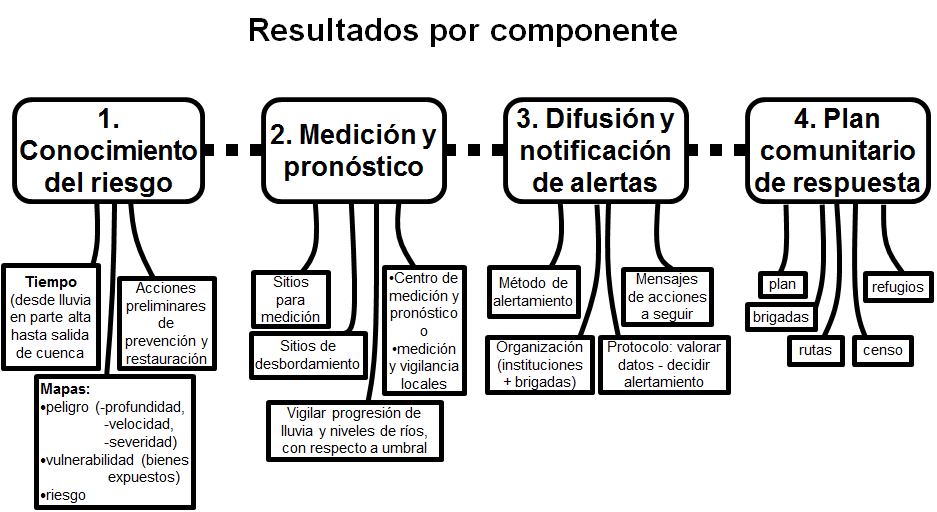 Resultados por componente
1.
Conocimiento
del riesgo
2. Medición y
pronóstico
3. Difusión y
notificación
de alertas
4. Plan
comunitario
de respuesta
Tiempo
(desde lluvia
en parte alta
hasta salida
de cuenca
Acciones
preliminares
de
prevención y
restauración
Mapas:
•peligro (-profundidad,
-velocidad,
-severidad)
•vulnerabilidad (bienes
expuestos)
•riesgo
Sitios
para
medición
Sitios de
desbordamiento
•Centro de
medición y
pronóstico
o
•medición
y vigilancia
locales
Vigilar progresión de
lluvia y niveles de ríos,
con respecto a umbral
Método de
alertamiento
Mensajes
de acciones
a seguir
Organización
(instituciones
+ brigadas)
Protocolo: valorar
datos - decidir
alertamiento
plan
refugios
brigadas
rutas
censo